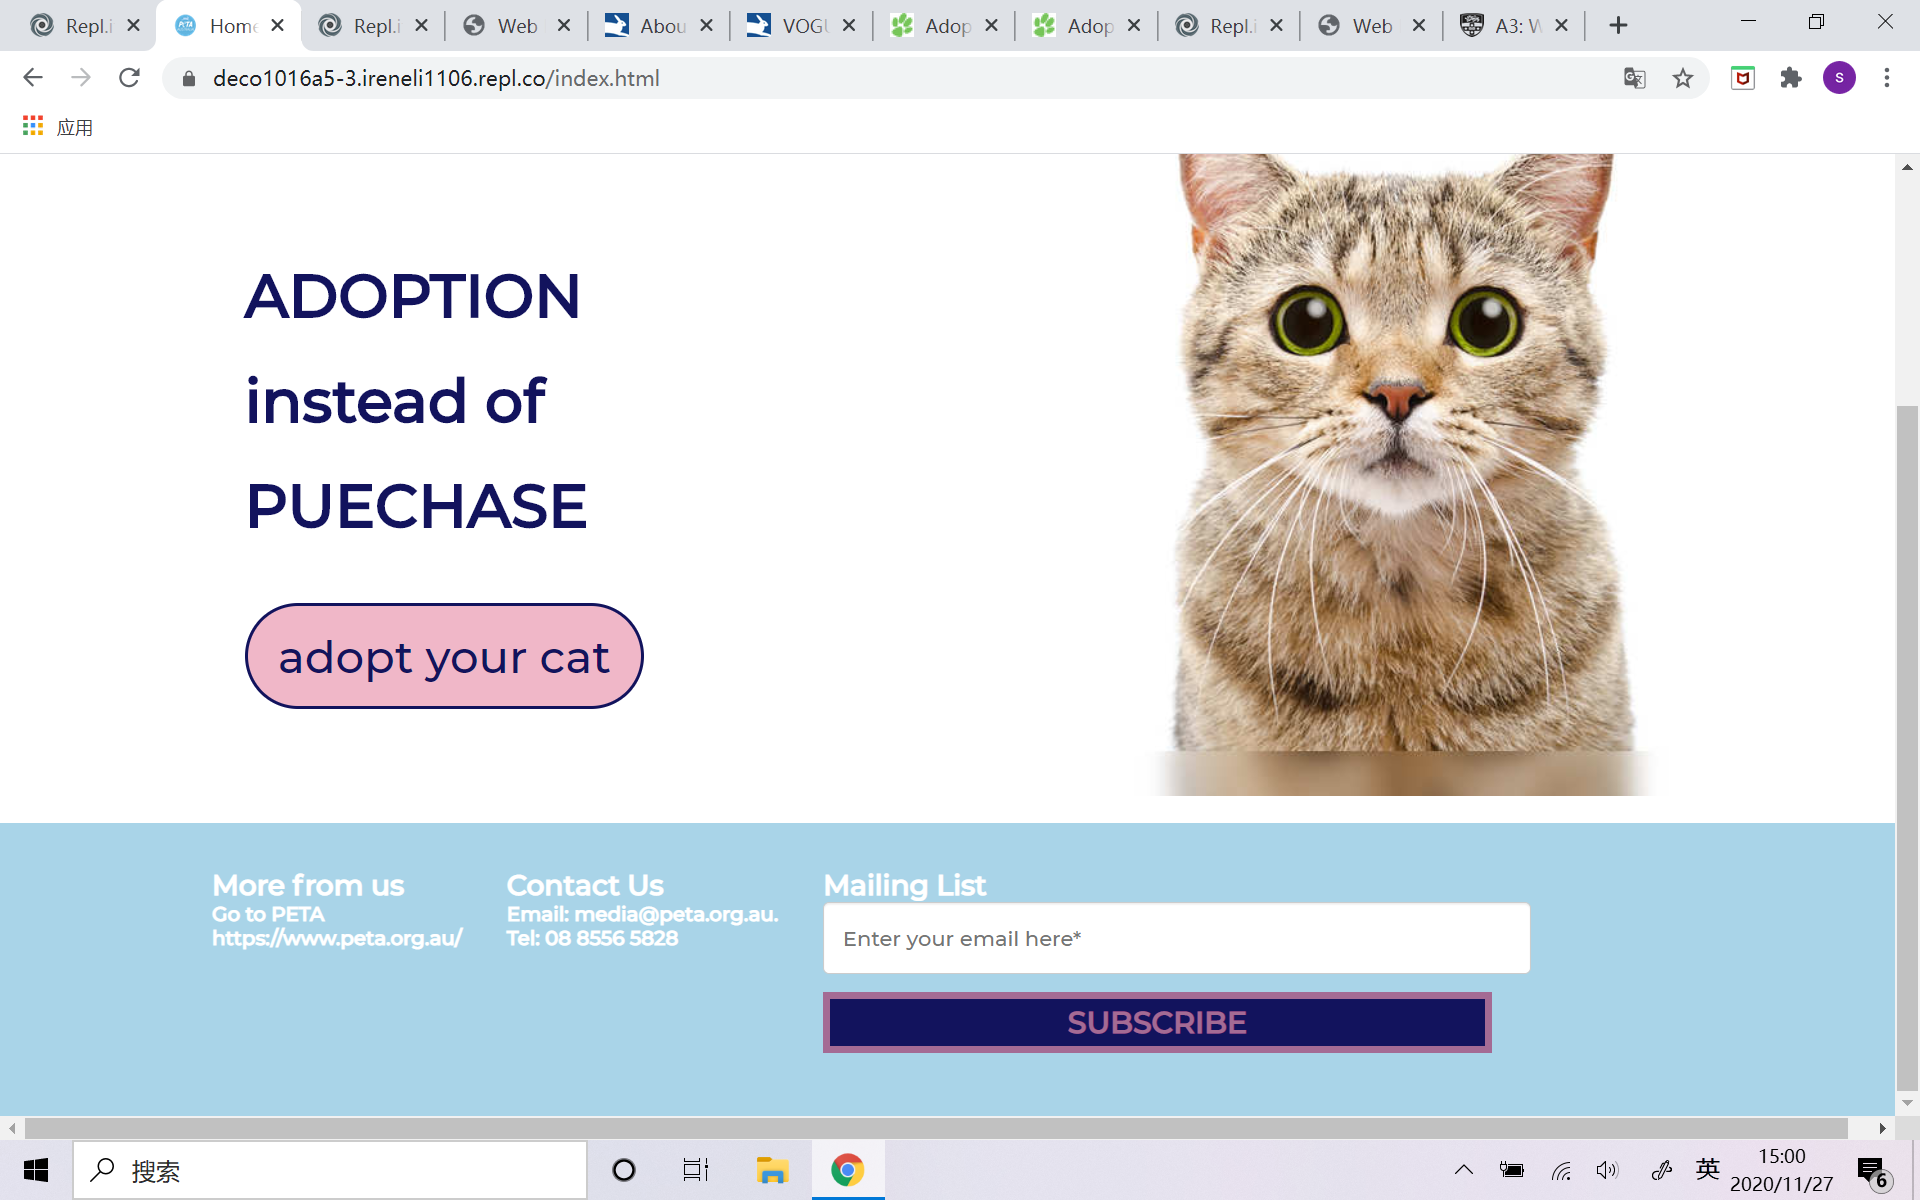 Repl.i
Home
Repl.i
Web
Abou
VOGU
Adop
Adop
Repl.i
Web
A3: W
deco1016a5-3.ireneli1106.repl.co/index.html
S
应用
ADOPTION
instead of
PUECHASE
adopt your cat
More from us
Go to PETA
https://www.peta.org.au/
Contact Us
Email: media@peta.org.au.
Tel: 08 8556 5828
Mailing List
Enter your email here*
SUBSCRIBE
搜索
英
15:00
2020/11/27
6